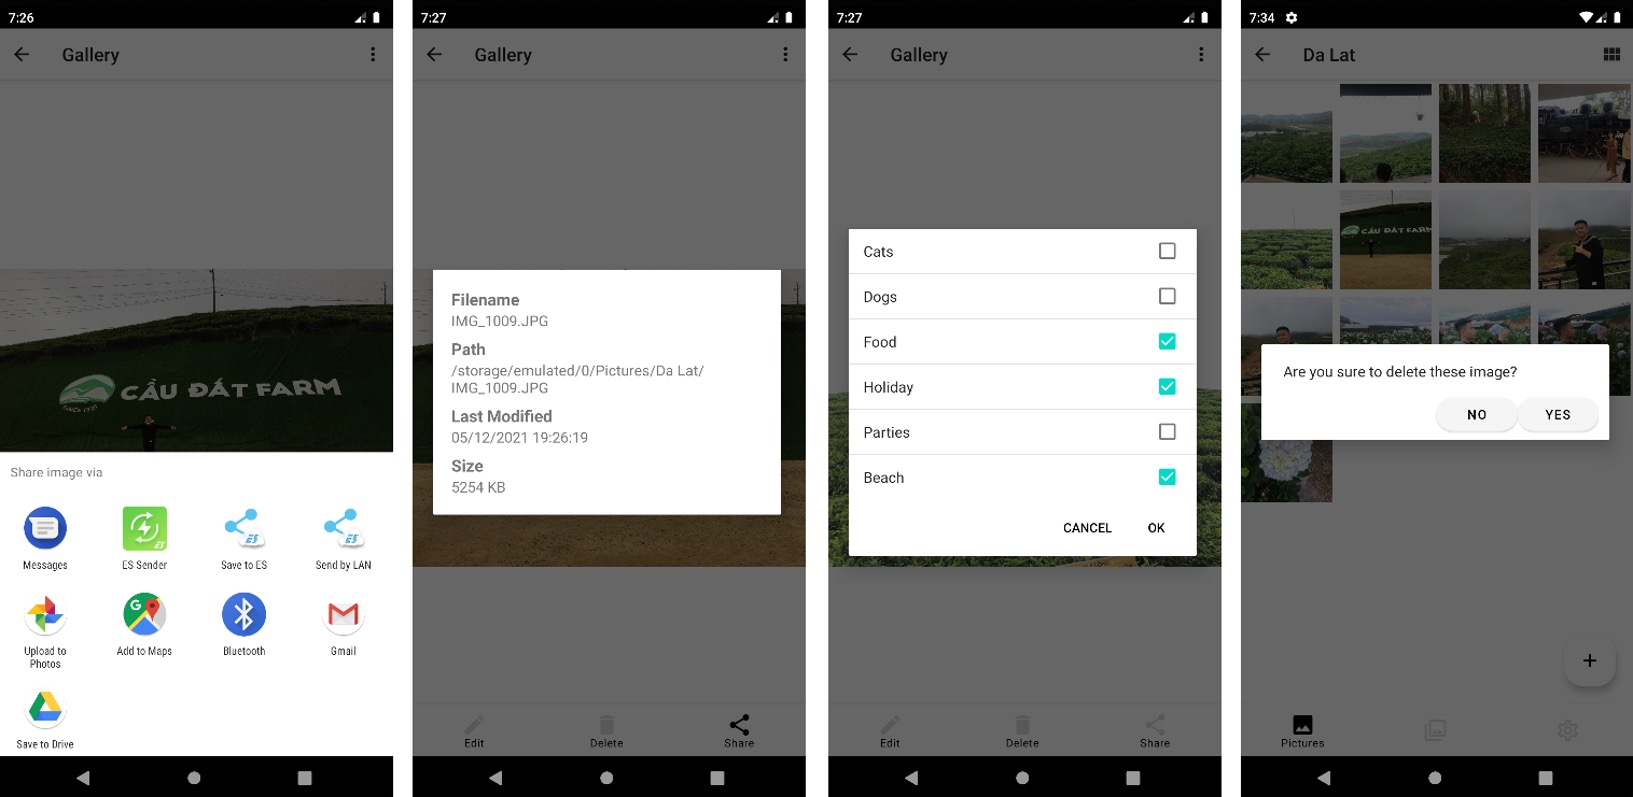 7:26
Gallery
CẦU ĐẤT FARM
SINCE 1927
Share image via
Messages
ES Sender
Save to ES
Send by LAN
Upload to
Photos
Add to Maps
Bluetooth
Gmail
Save to Drive
7:27
Gallery
Filename
IMG_1009.JPG
Path
/storage/emulated/0/Pictures/Da Lat/
IMG_1009.JPG
Last Modified
05/12/2021 19:26:19
Size
5254 KB
Edit
Delete
Share
7:27
Gallery
Cats
Dogs
Food
Holiday
Parties
Beach
CANCEL
OK
Edit
Delete
Share
7:34
Da Lat
CẦU ĐẤT FARM
Are you sure to delete these image?
NO
YES
Pictures